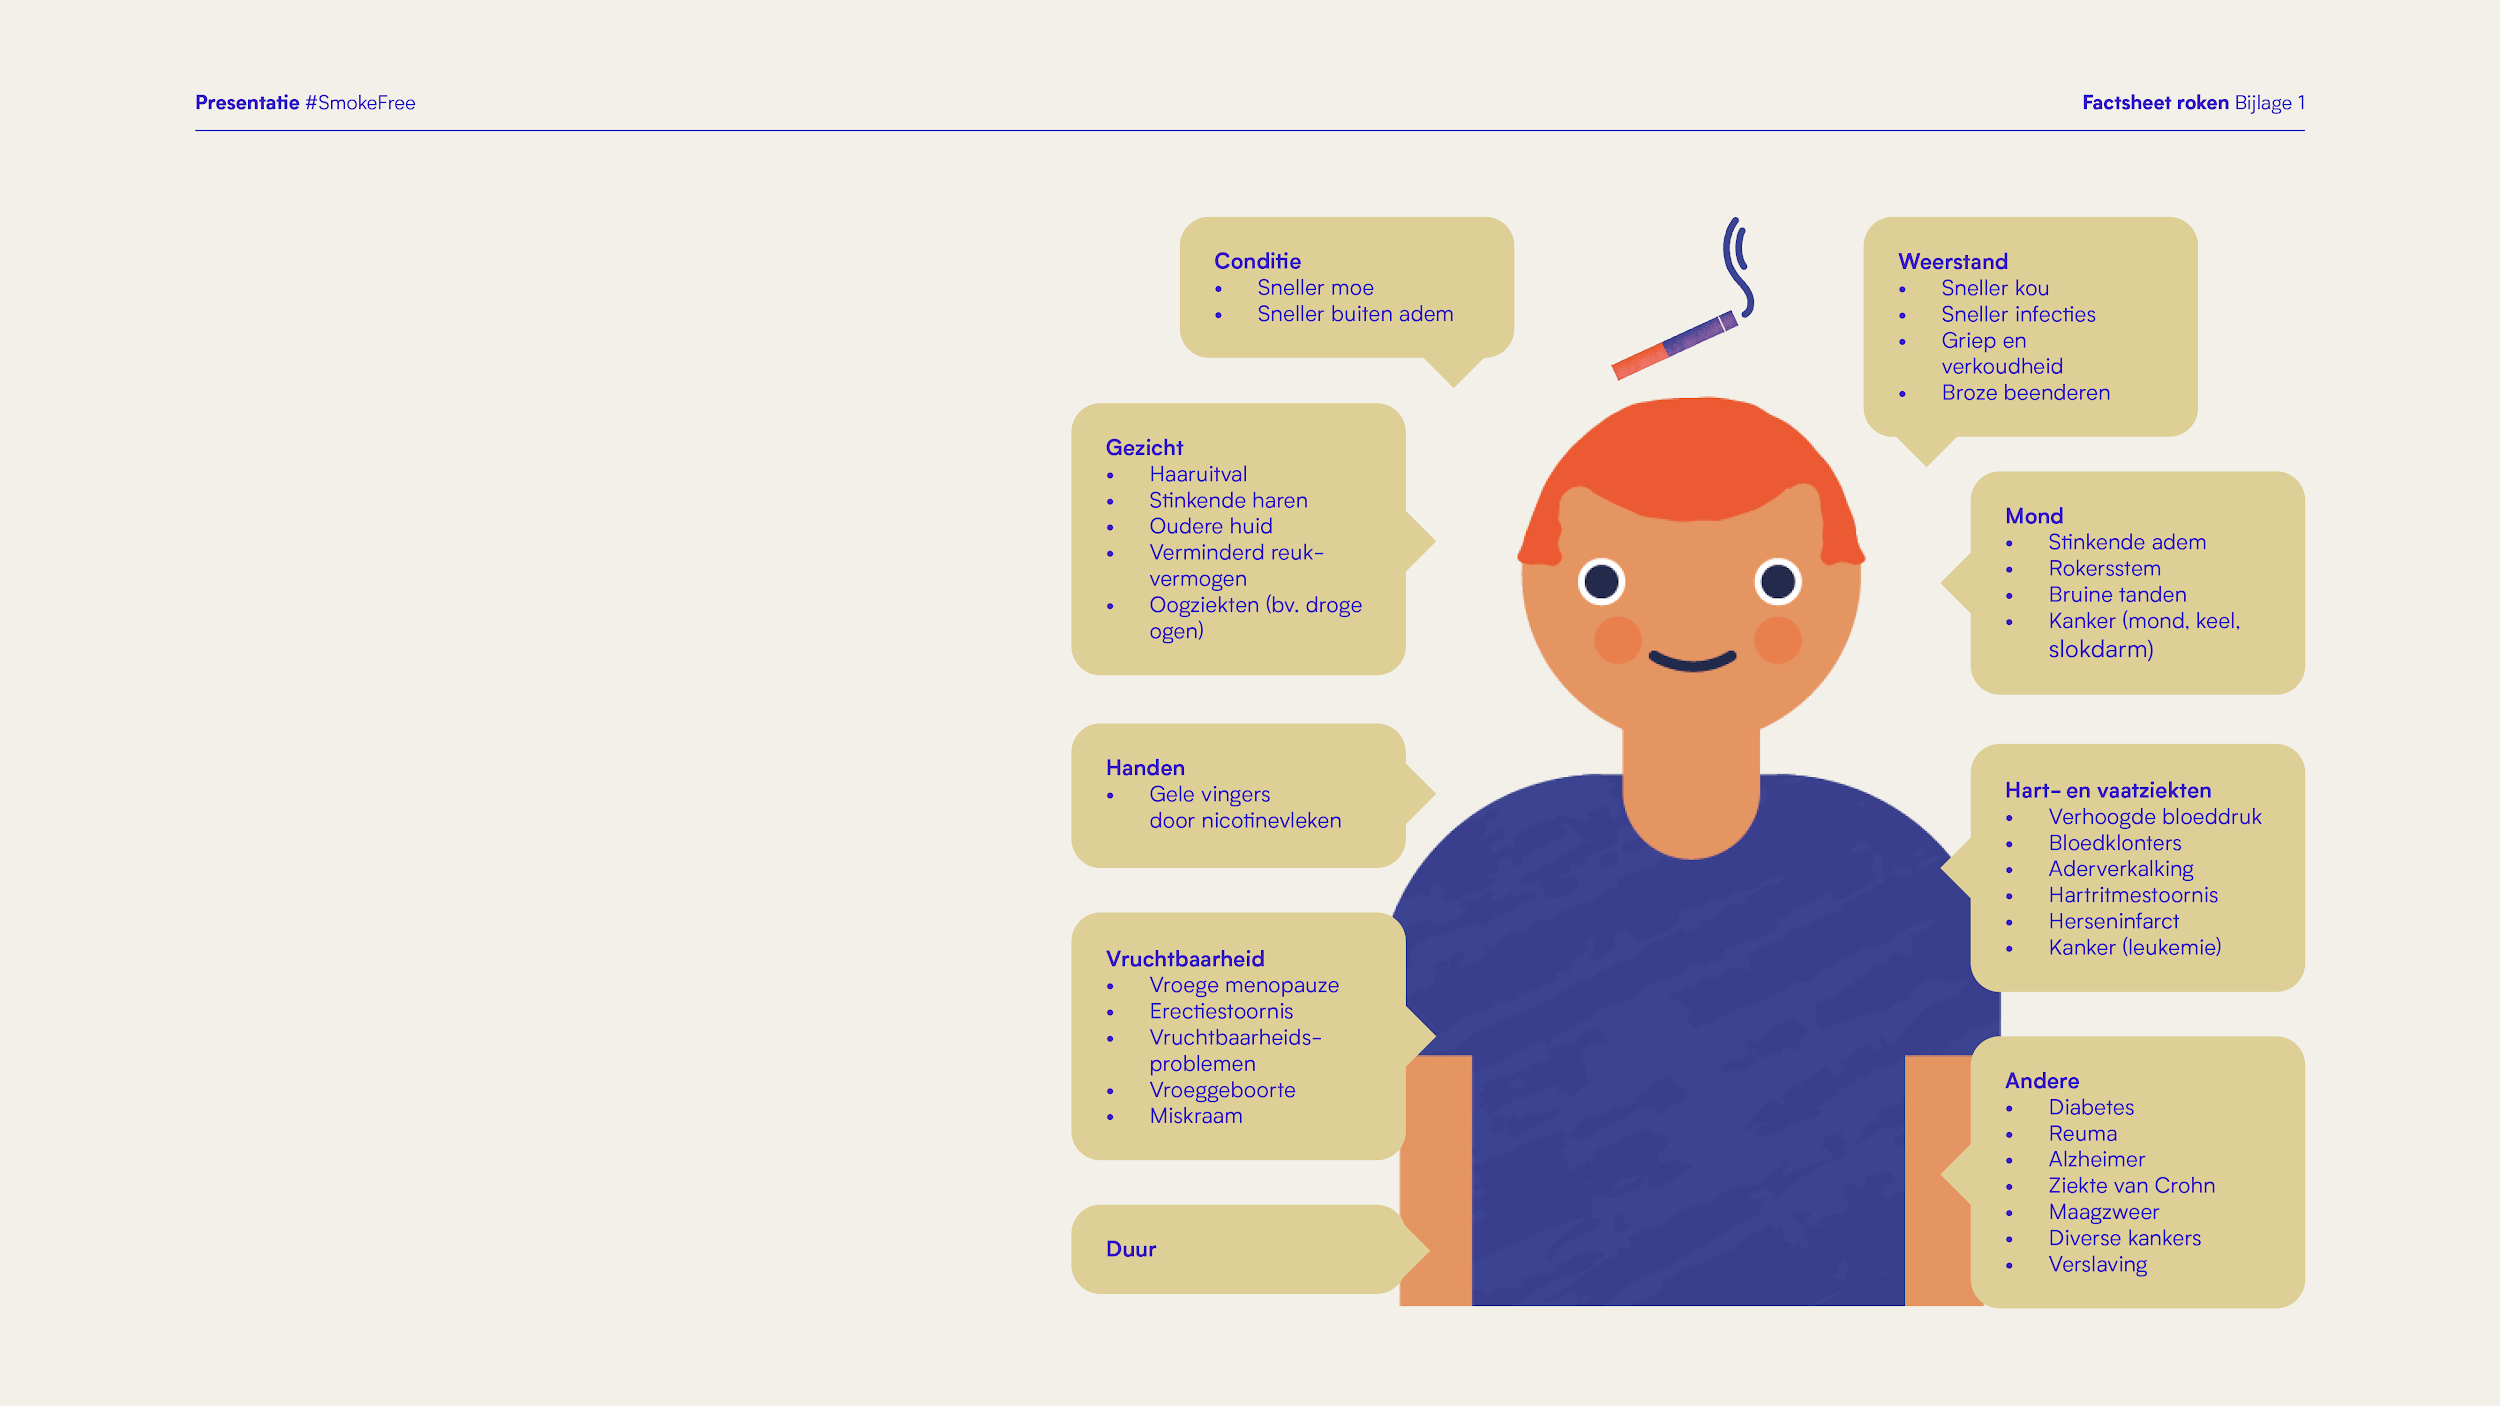 Presentatie #SmokeFree
Factsheet roken Bijlage 1
Conditie
• Sneller moe
• Sneller buiten adem
Gezicht
• Haaruitval
• Stinkende haren
• Oudere huid
• Verminderd reuk-
vermogen
• Oogziekten (bv. droge
ogen)
Handen
• Gele vingers
door nicotinevleken
Vruchtbaarheid
• Vroege menopauze
• Erectiestoornis
• Vruchtbaarheids-
problemen
• Vroeggeboorte
• Miskraam
Duur
Weerstand
• Sneller kou
• Sneller infecties
• Griep en
verkoudheid
• Broze beenderen
Mond
• Stinkende adem
• Rokersstem
• Bruine tanden
• Kanker (mond, keel,
slokdarm)
Hart- en vaatziekten
• Verhoogde bloeddruk
• Bloedklonters
• Aderverkalking
• Hartritmestoornis
• Herseninfarct
• Kanker (leukemie)
Andere
• Diabetes
• Reuma
• Alzheimer
• Ziekte van Crohn
• Maagzweer
• Diverse kankers
• Verslaving